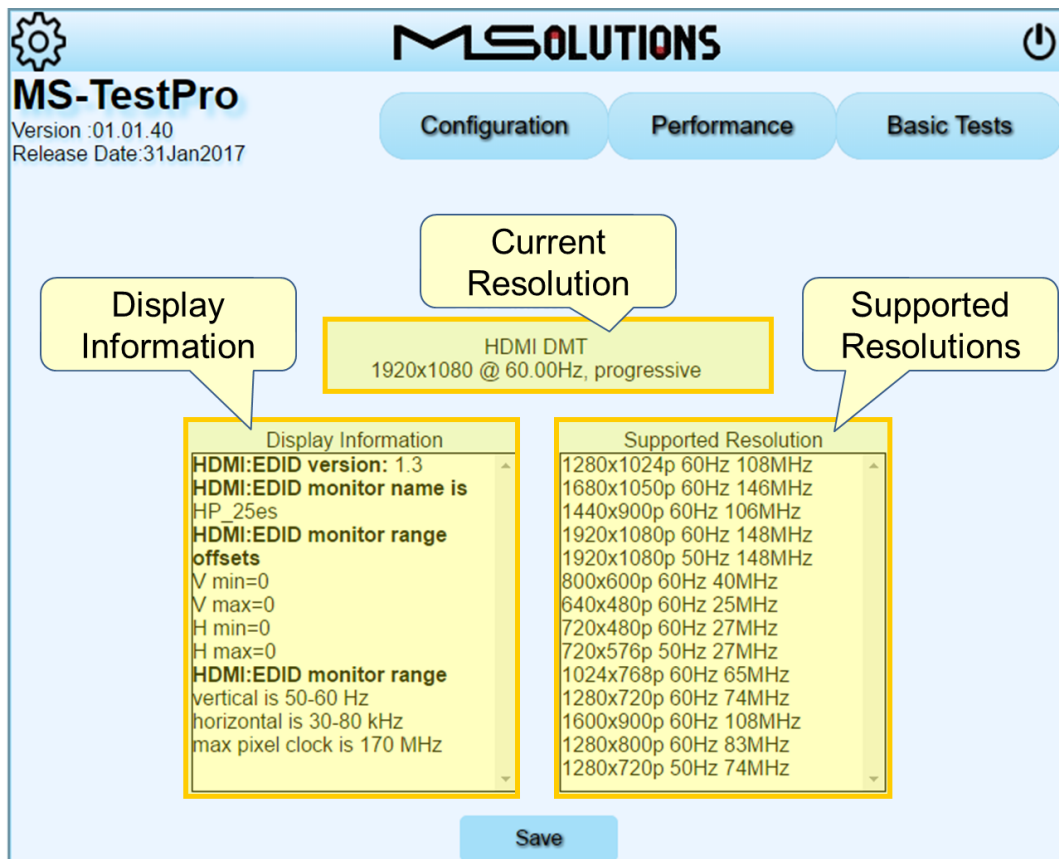 MSOLUTIONS
MS-TestPro
Version :01.01.40
Release Date:31Jan2017
Configuration
Performance
Basic Tests
Current
Resolution
Display
Information
Supported
Resolutions
HDMI DMT
1920x1080 @ 60.00Hz, progressive
Display Information
HDMI:EDID version: 1.3
HDMI:EDID monitor name is
HP_25es
HDMI:EDID monitor range
offsets
V min=0
V max=0
H min=0
H max=0
HDMI:EDID monitor range
vertical is 50-60 Hz
horizontal is 30-80 kHz
max pixel clock is 170 MHz
Supported Resolution
1280x1024p 60Hz 108MHz
1680x1050p 60Hz 146MHz
1440x900p 60Hz 106MHz
1920x1080p 60Hz 148MHz
1920x1080p 50Hz 148MHz
800x600p 60Hz 40MHz
640x480p 60Hz 25MHz
720x480p 60Hz 27MHz
720x576p 50Hz 27MHz
1024x768p 60Hz 65MHz
1280x720p 60Hz 74MHz
1600x900p 60Hz 108MHz
1280x800p 60Hz 83MHz
1280x720p 50Hz 74MHz
Save